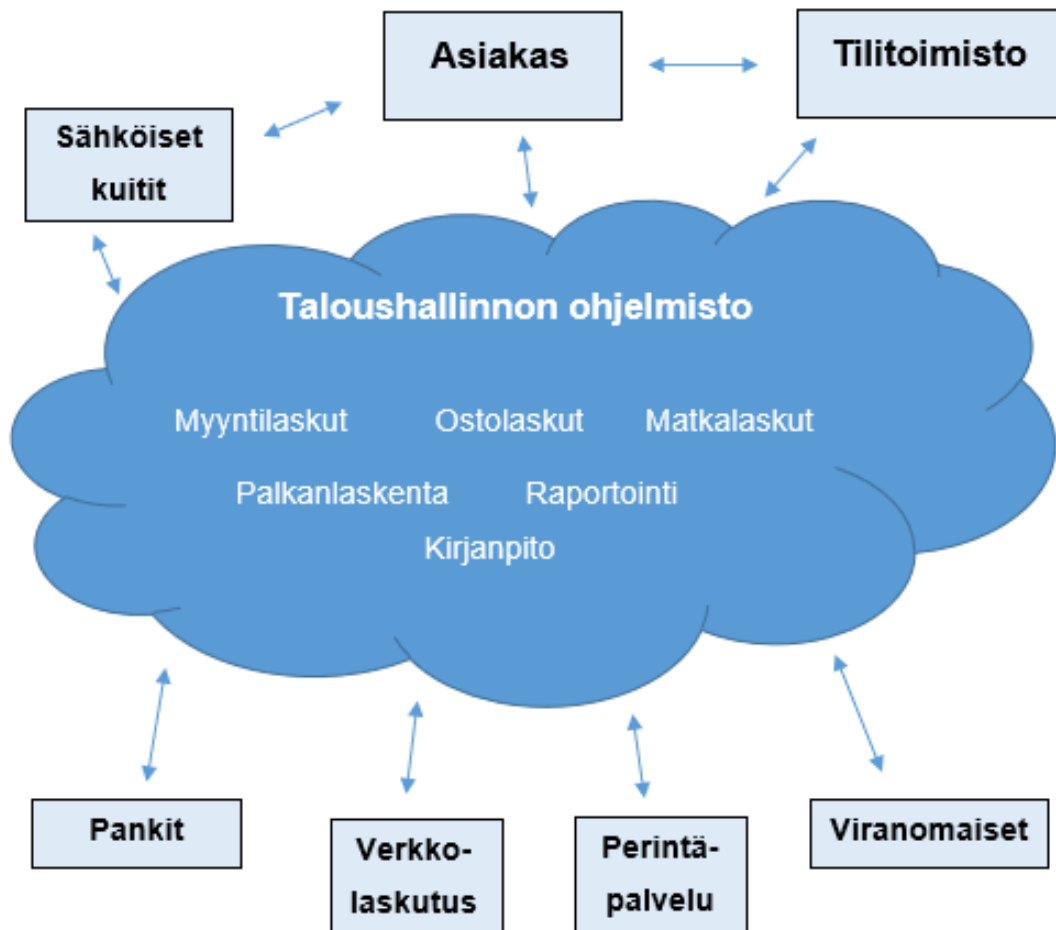 Asiakas
Tilitoimisto
Sähköiset
kuitit
Taloushallinnon ohjelmisto
Myyntilaskut Ostolaskut Matkalaskut
Palkanlaskenta Raportointi
Kirjanpito
Pankit
Verkko-
laskutus
Perintä-
palvelu
Viranomaiset